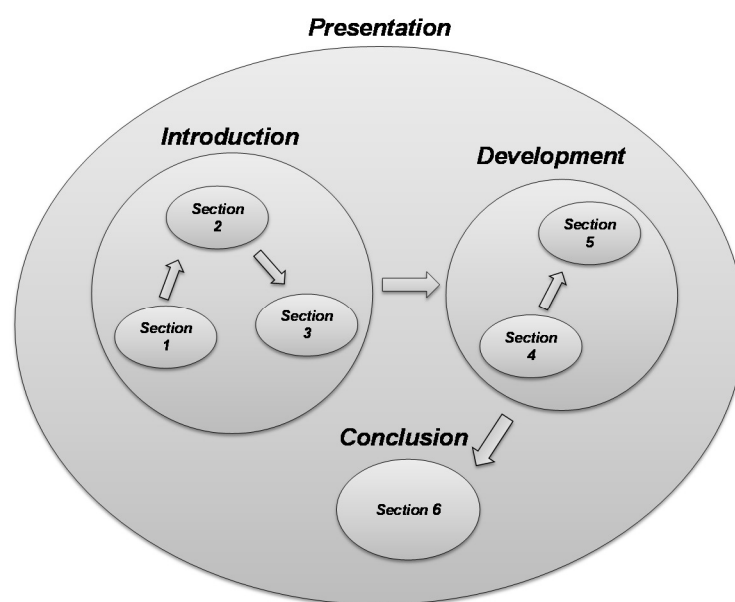 Presentation
Introduction
Section
2
Section
1
Section
3
Development
Section
5
Section
4
Conclusion
Section 6